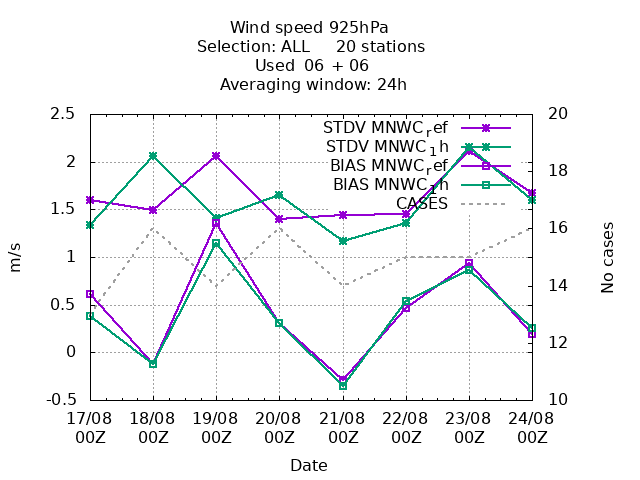 Wind speed 925hPa
Selection: ALL 20 stations
Used 06 + 06
Averaging window: 24h
2.5
2
1.5
1
0.5
0
-0.5
20
18
16
14
12
10
STDV MNWC_ref
STDV MNWC_1h
BIAS MNWC_ref
BIAS MNWC_1h
CASES
m/s
No cases
17/08 18/08 19/08 20/08 21/08 22/08 23/08 24/08
00Z 00Z 00Z 00Z 00Z 00Z 00Z 00Z
Date